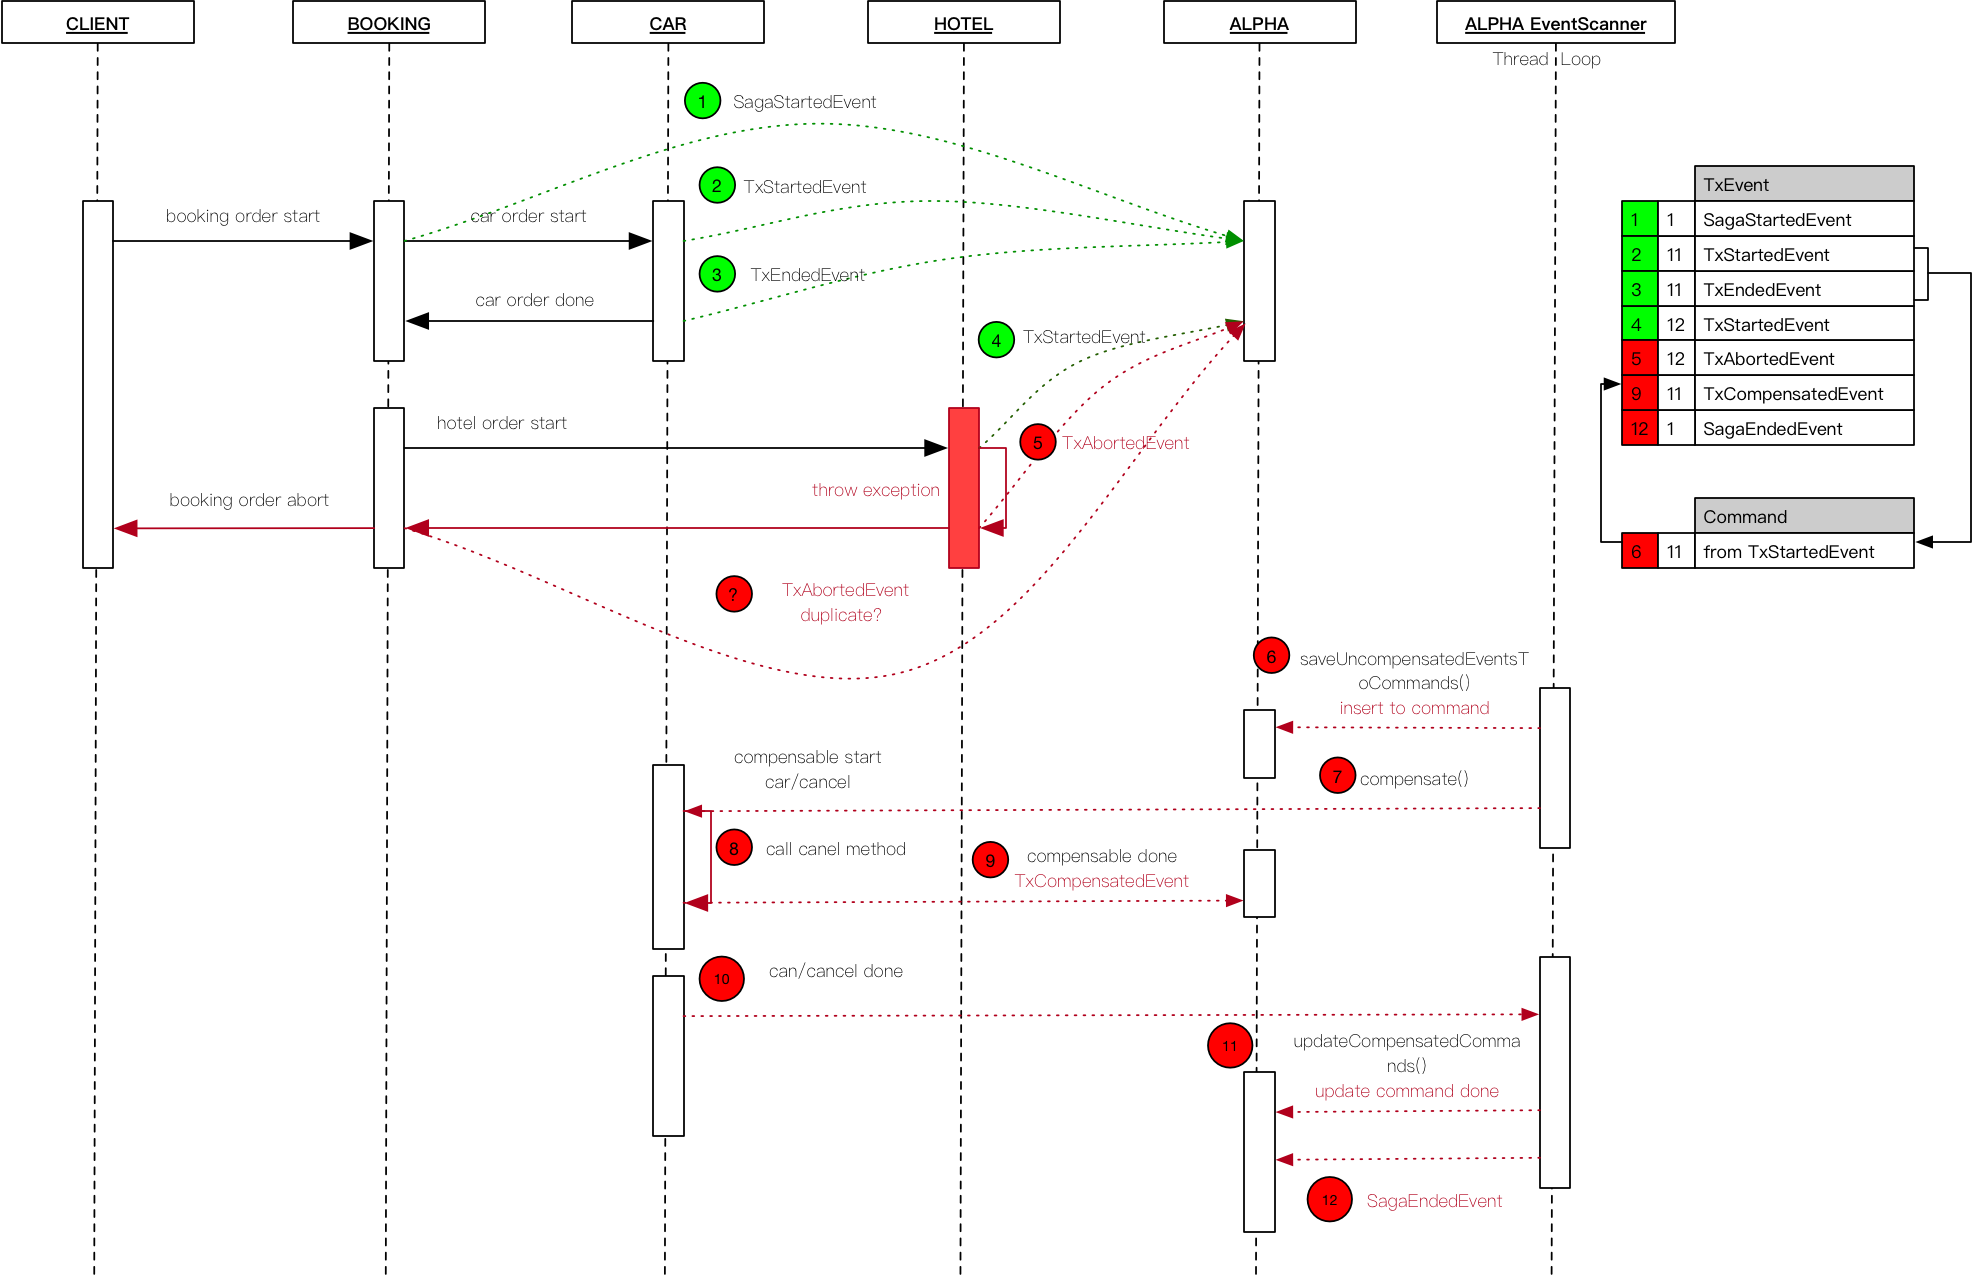 CLIENT
BOOKING
CAR
HOTEL
ALPHA
ALPHA EventScanner
Thread Loop
1 SagaStartedEvent
2 TxStartedEvent
booking order start
car order start
3 TxEndedEvent
car order done
4 TxStartedEvent
hotel order start
5 TxAbortedEvent
throw exception
booking order abort
? TxAbortedEvent
duplicate?
TxEvent
1 1 SagaStartedEvent
2 11 TxStartedEvent
3 11 TxEndedEvent
4 12 TxStartedEvent
5 12 TxAbortedEvent
9 11 TxCompensatedEvent
12 1 SagaEndedEvent
Command
6 11 from TxStartedEvent
6 saveUncompensatedEventsT
oCommands()
insert to command
compensable start
car/cancel
7 compensate()
8 call canel method
9 compensable done
TxCompensatedEvent
10 can/cancel done
11 updateCompensatedComma
nds()
update command done
12 SagaEndedEvent